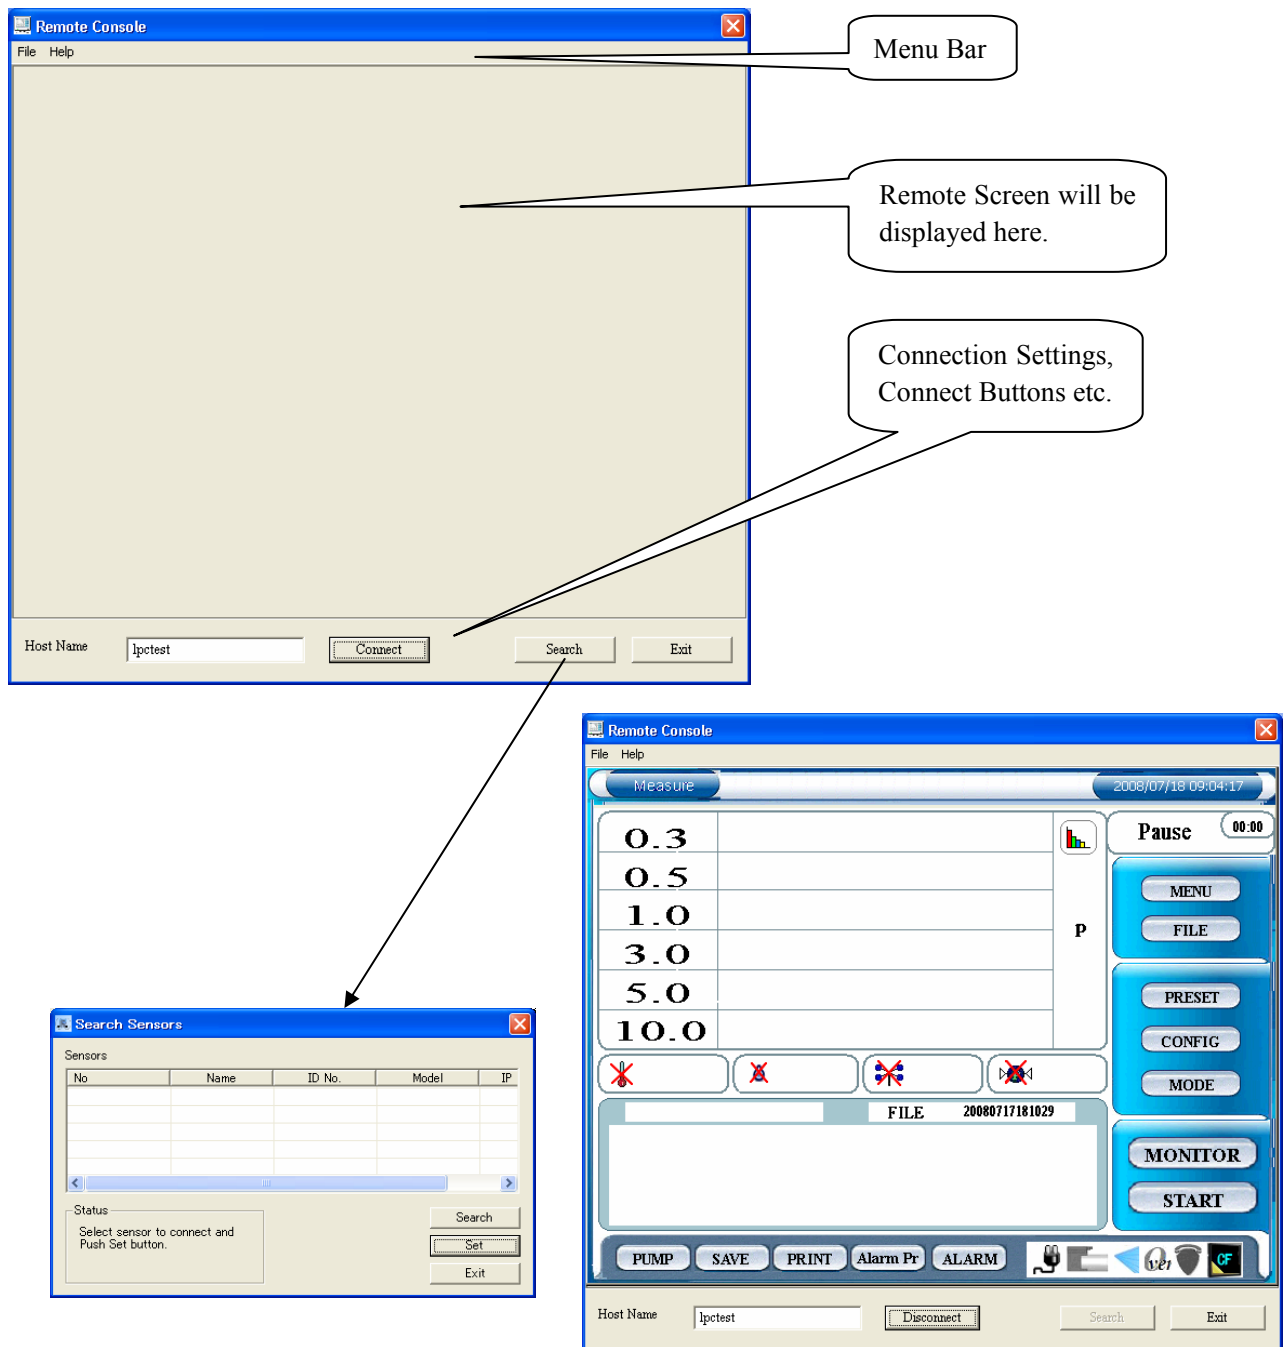 Remote Console
File Help
Menu Bar
Remote Screen will be
displayed here.
Connection Settings,
Connect Buttons etc.
Host Name lpctest Connect Search Exit
Remote Console
File Help
Measure 2008/07/18 09:04:17
0.3
0.5
1.0
3.0
5.0
10.0
P
Pause 00:00
MENU
FILE
PRESET
CONFIG
MODE
MONITOR
START
FILE 20080717181029
PUMP SAVE PRINT Alarm Pr ALARM Over CF
Host Name lpctest Disconnect Search Exit
Search Sensors
Sensors
No Name ID No. Model IP
Status
Select sensor to connect and
Push Set button.
Search
Set
Exit